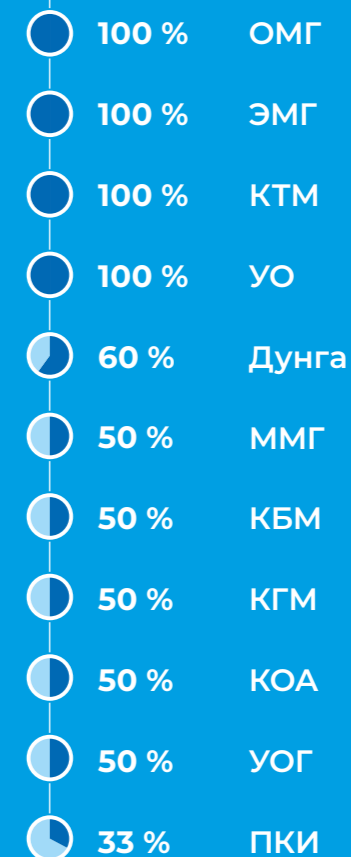 100 % ОМГ
100 % ЭМГ
100 % КТМ
100 % УО
60 % Дунга
50 % ММГ
50 % КБМ
50 % КГМ
50 % КОА
50 % УОГ
33 % ПКИ